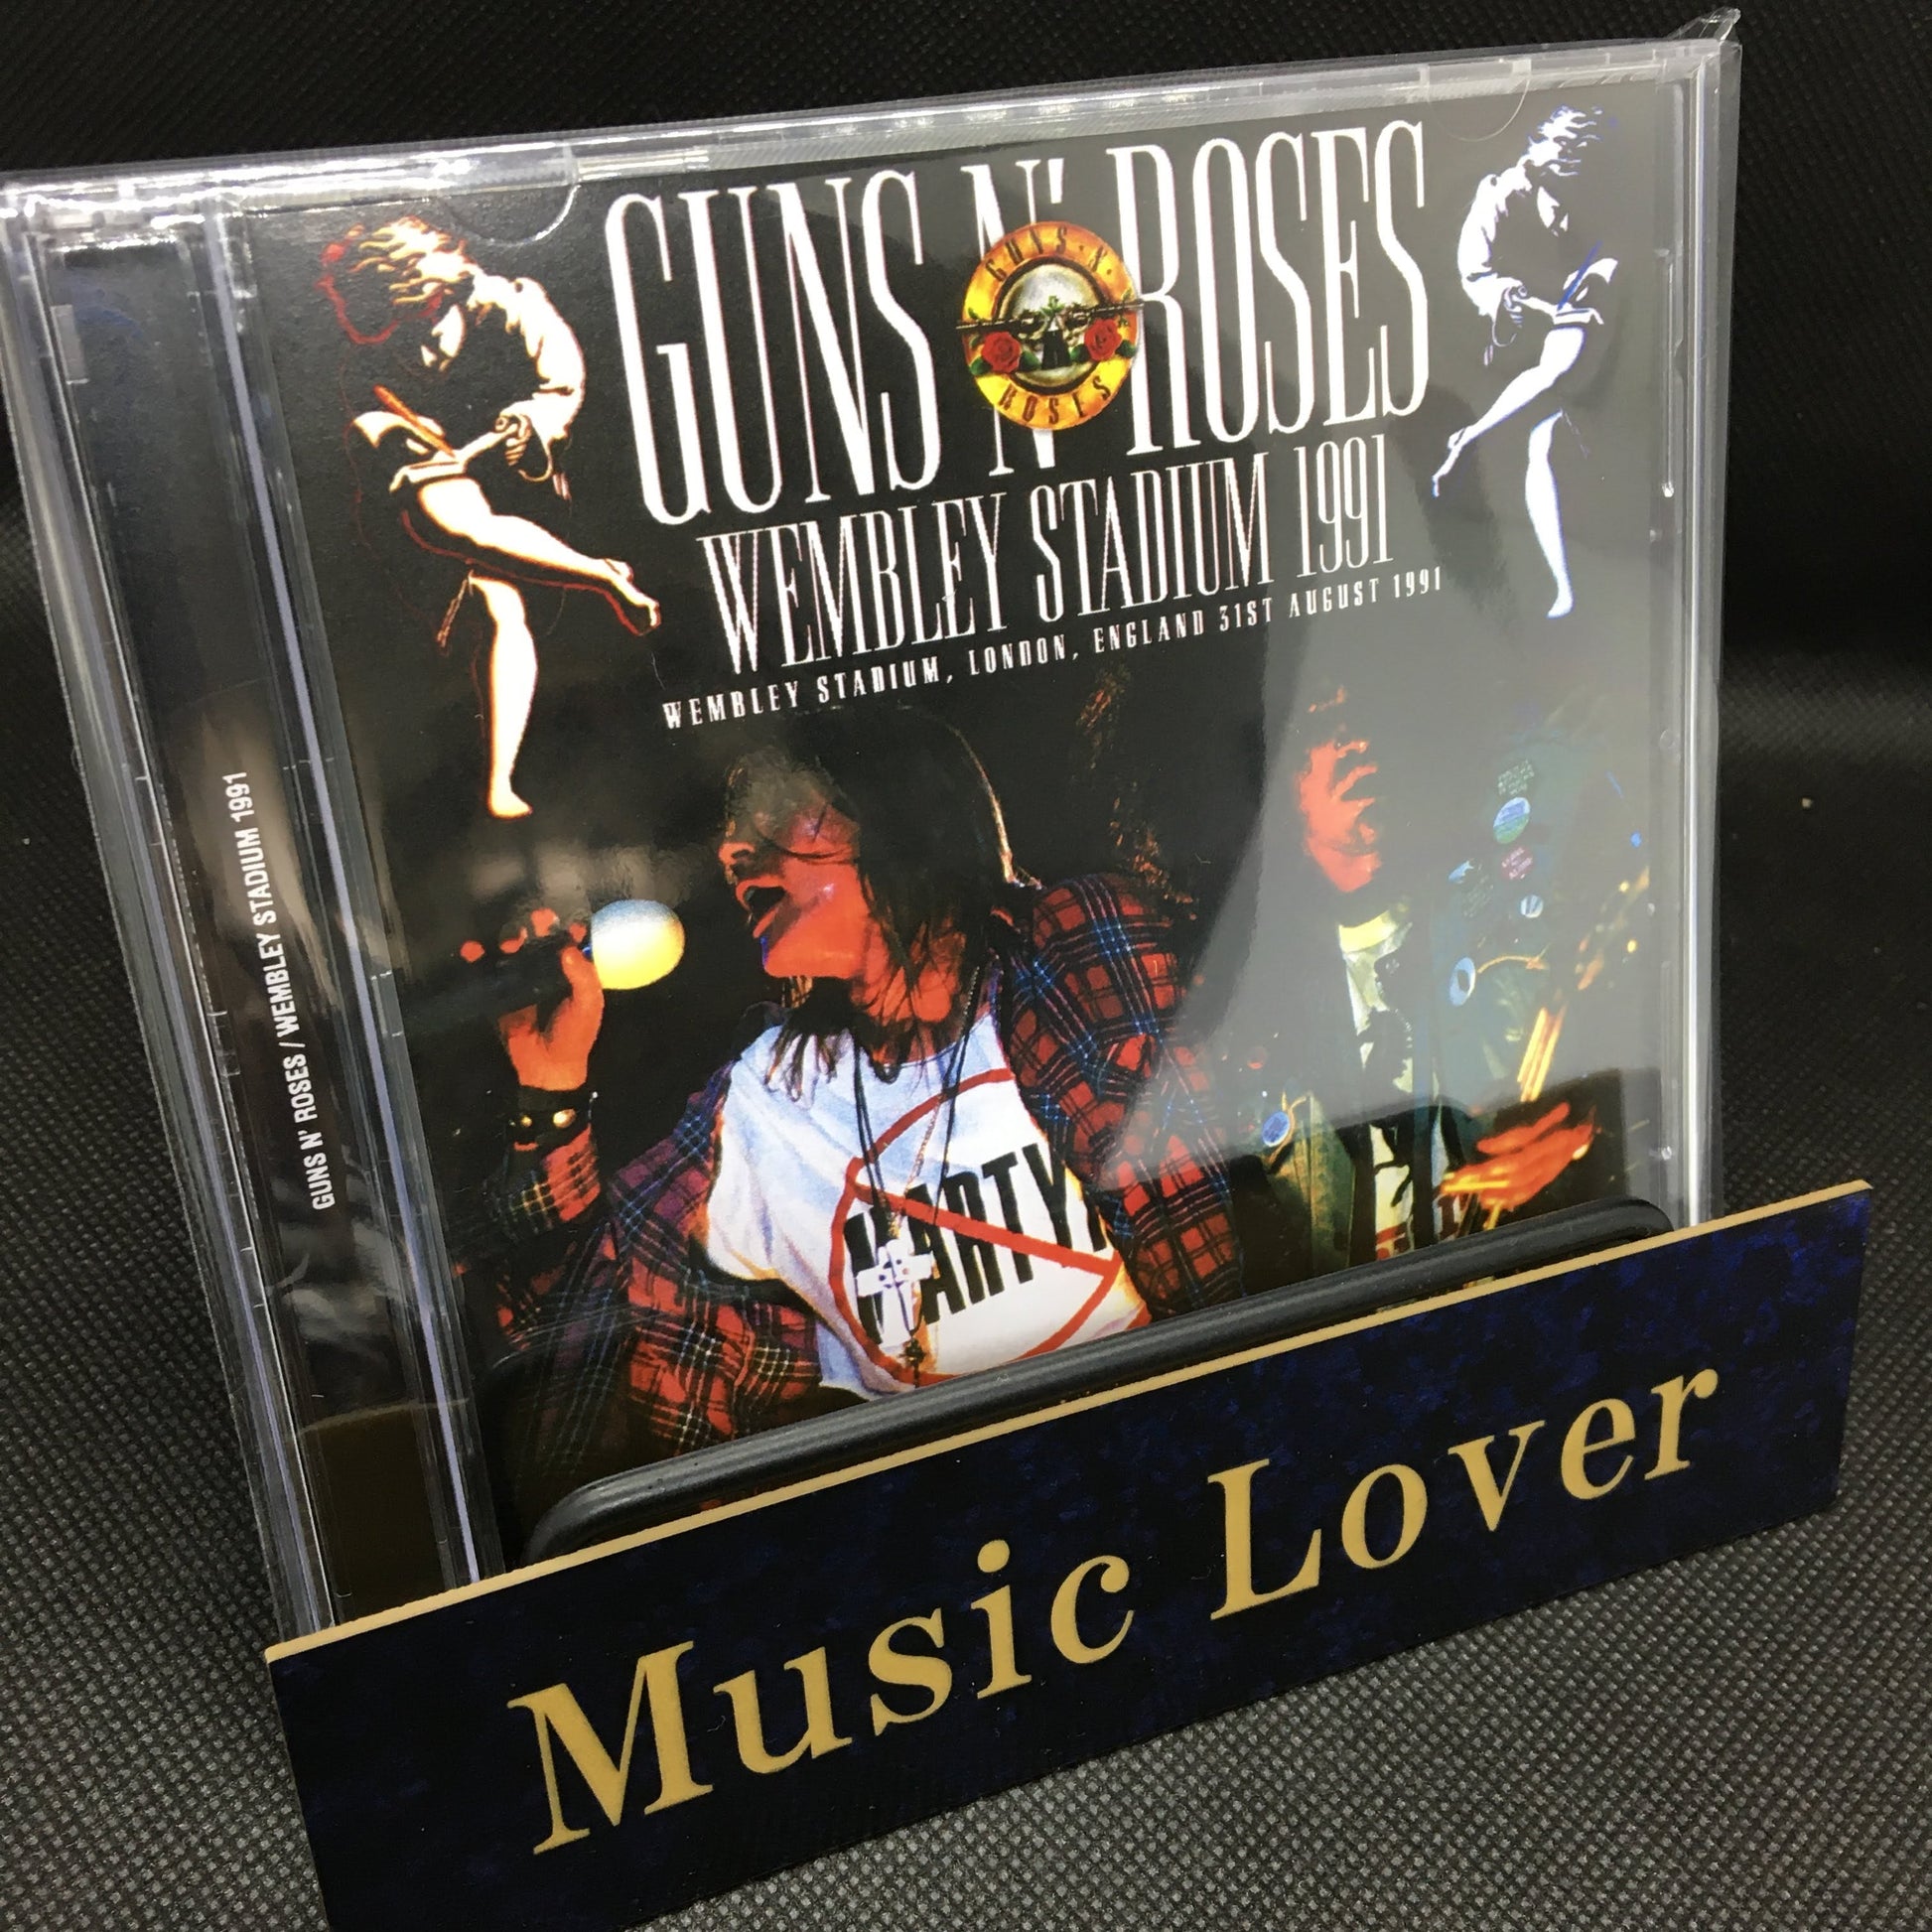 GUNS N' ROSES
GUNS · N ·
ROSES
WEMBLEY STADIUM 1991
WEMBLEY STADIUM, LONDON, ENGLAND 31ST AUGUST 1991
GUNS N' ROSES / WEMBLEY STADIUM 1991
Music Lover